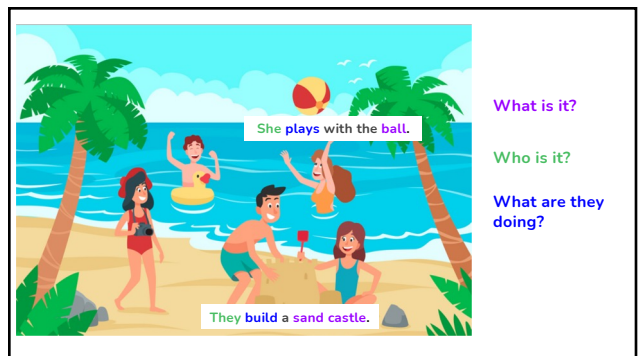 She plays with the ball.
They build a sand castle.
What is it?
Who is it?
What are they
doing?